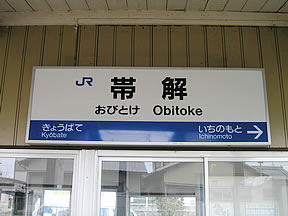 JR 帯解
おびとけ Obitoke
きょうばて いちのもと
Kyōbate Ichinomoto